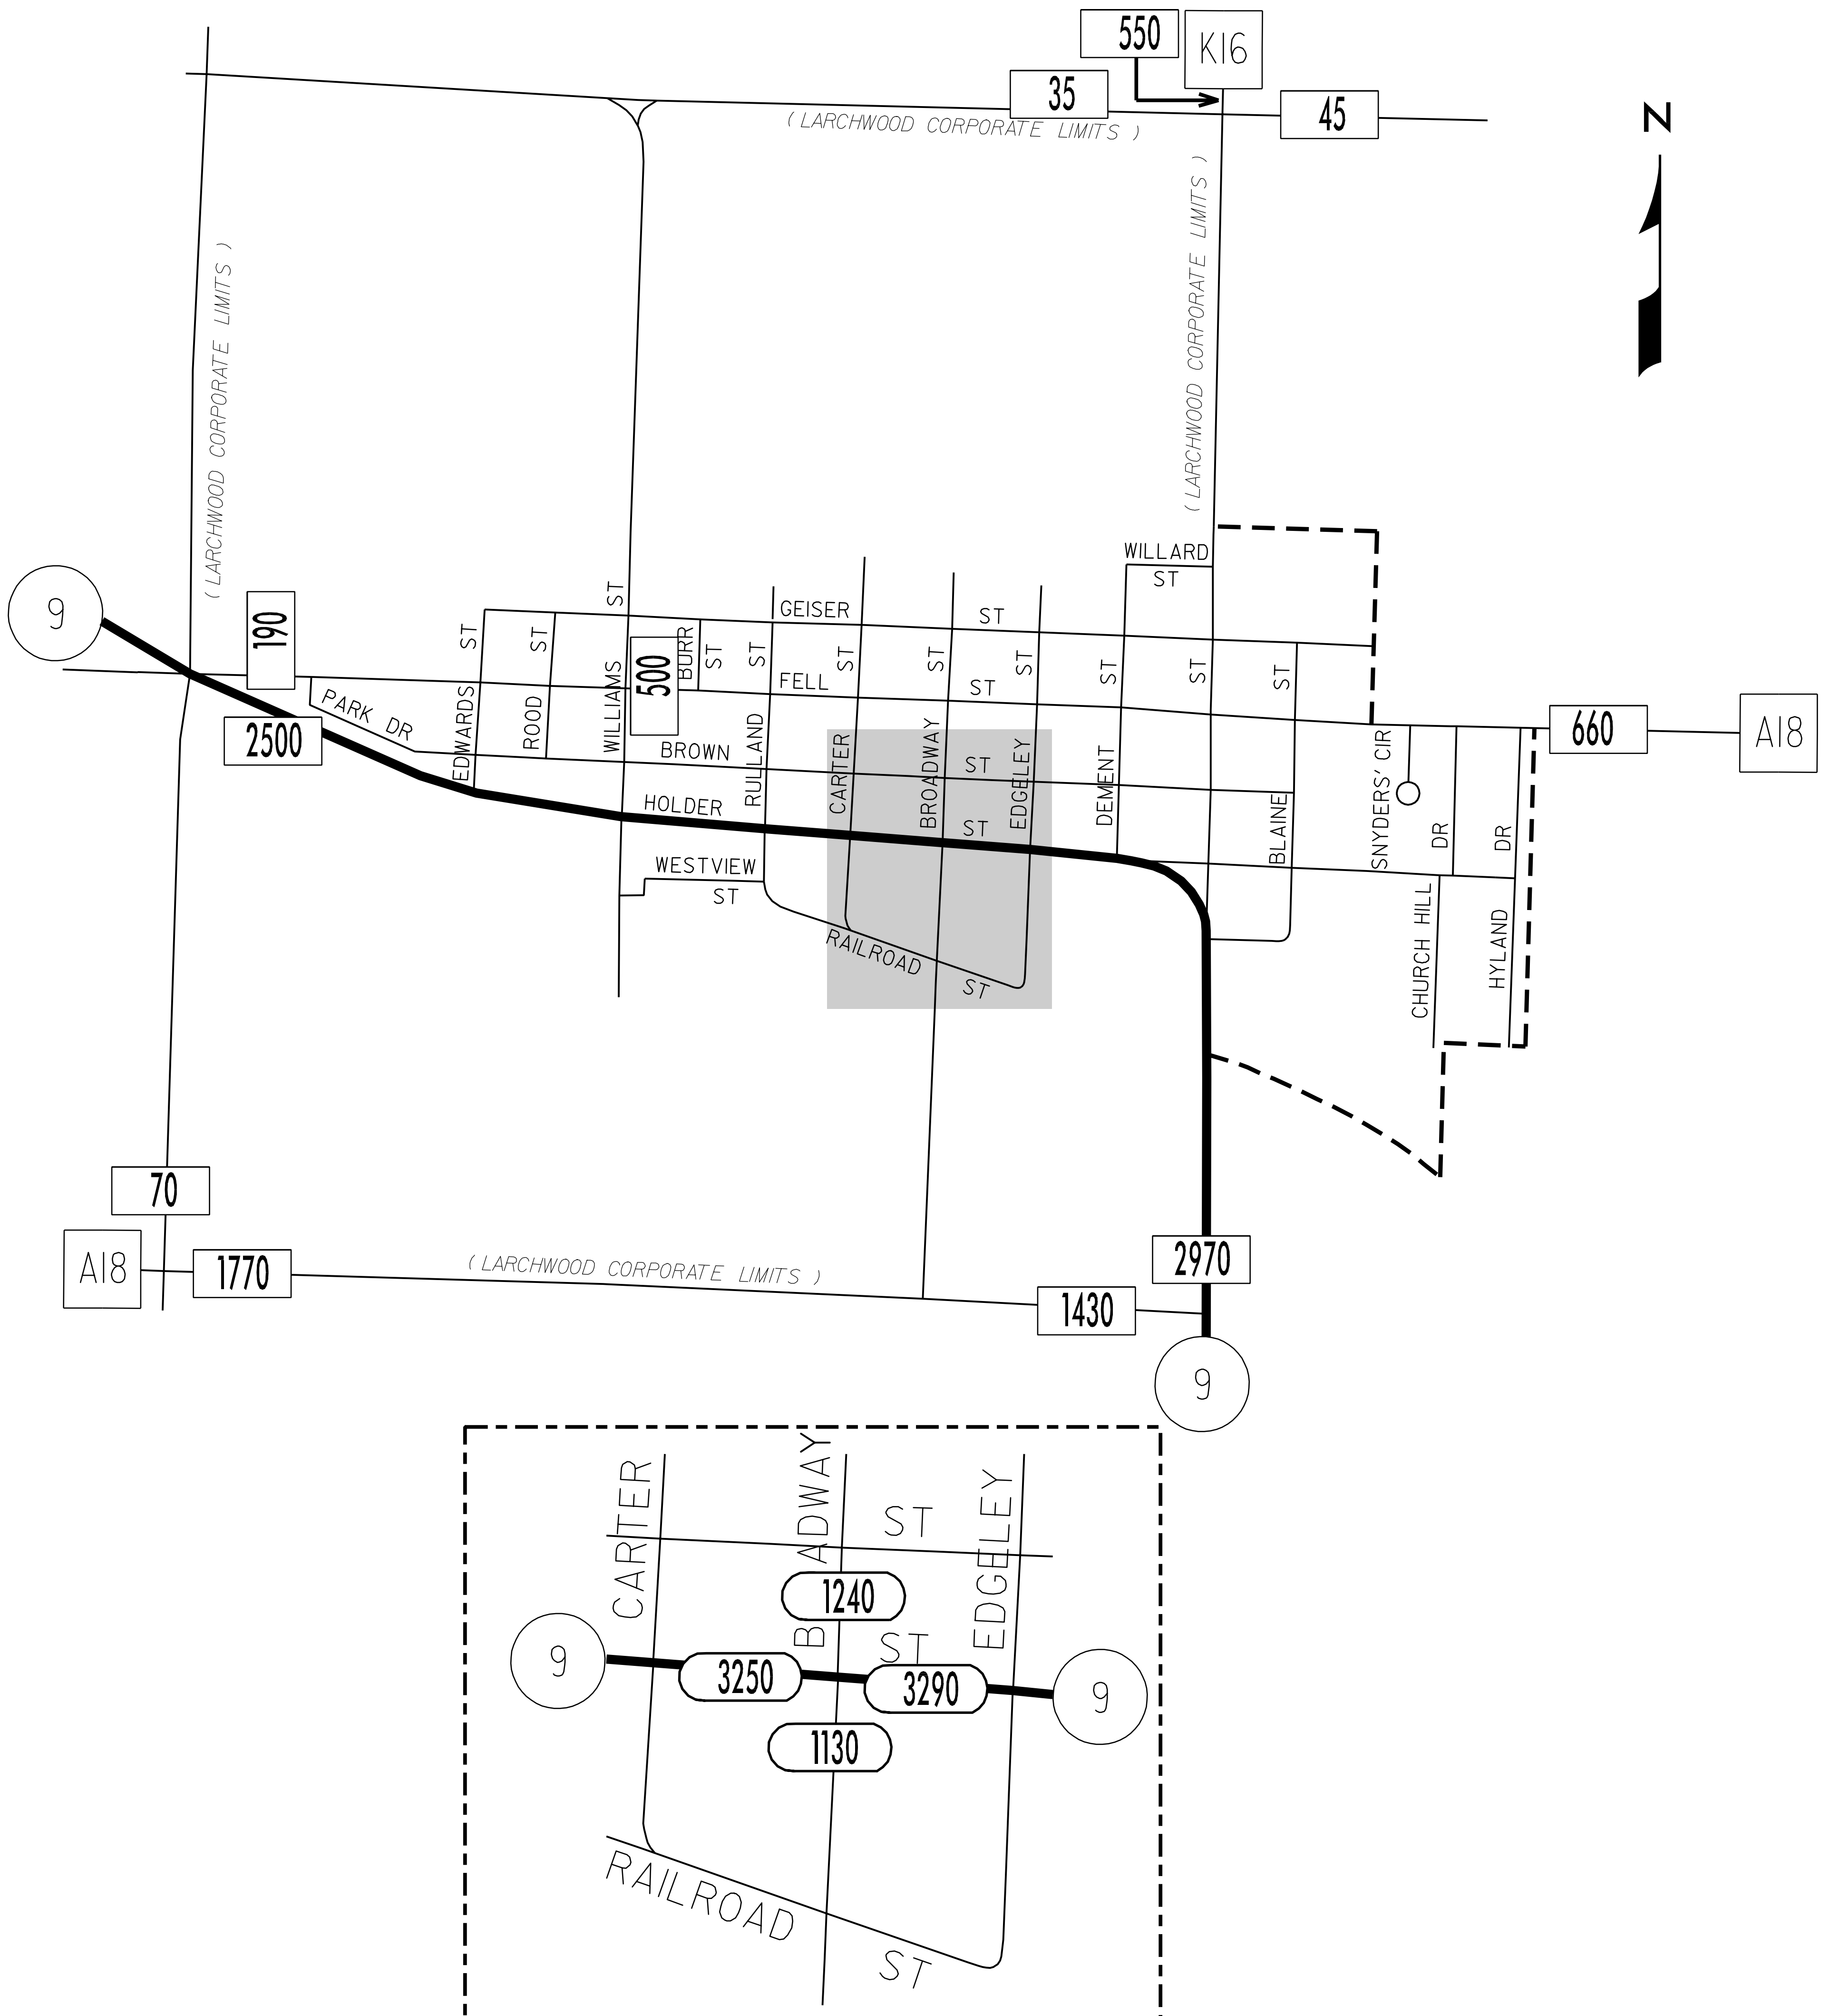 550
K16
35
45
N
( LARCHWOOD CORPORATE LIMITS )
( LARCHWOOD CORPORATE LIMITS )
( LARCHWOOD CORPORATE LIMITS )
WILLARD
ST
9
190
ST
ST
ST
GEISER
ST
BURR
ST
ST
ST
ST
ST
ST
ST
ST
500
FELL
ST
PARK DR
EDWARDS
ROOD
WILLIAMS
RULLAND
CARTER
BROADWAY
EDGELEY
DEMENT
BLAINE
SNYDERS' CIR
660
A18
2500
BROWN
ST
HOLDER
ST
DR
DR
WESTVIEW
ST
RAILROAD
ST
CHURCH HILL
HYLAND
70
A18
1770
( LARCHWOOD CORPORATE LIMITS )
2970
1430
9
CARTER
B
ADWAY
EDGELEY
ST
1240
ST
9
3250
3290
9
1130
RAILROAD
ST